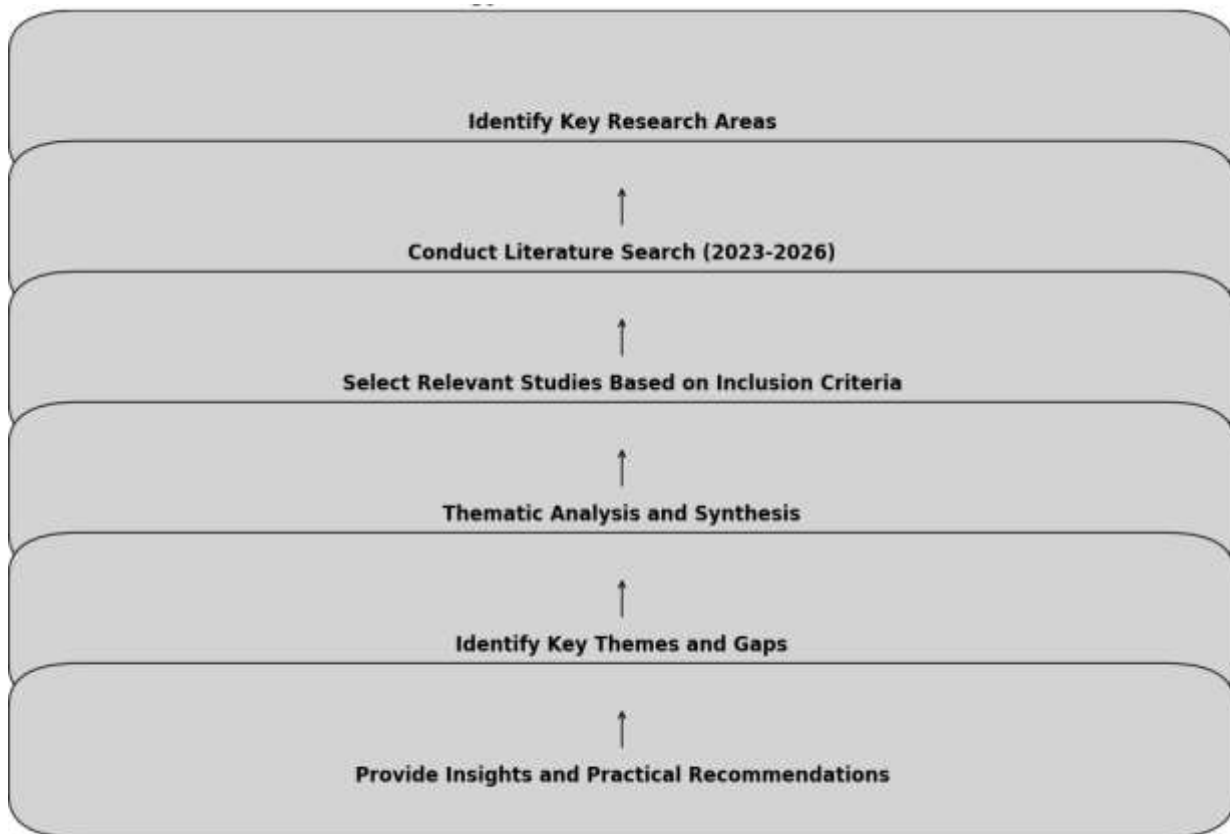 Identify Key Research Areas
Conduct Literature Search (2023-2026)
Select Relevant Studies Based on Inclusion Criteria
Thematic Analysis and Synthesis
Identify Key Themes and Gaps
Provide Insights and Practical Recommendations